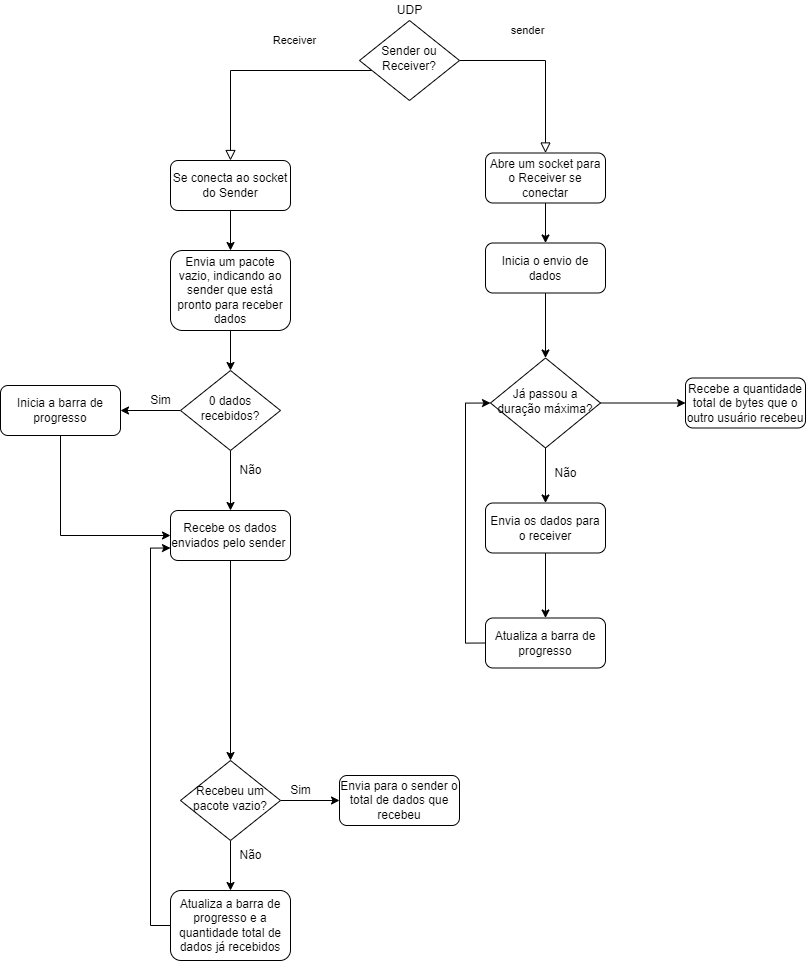 UDP
Receiver
sender
Sender ou
Receiver?
Se conecta ao socket
do Sender
Abre um socket para
o Receiver se
conectar
Envia um pacote
vazio, indicando ao
sender que está
pronto para receber
dados
Inicia o envio de
dados
Inicia a barra de
progresso
Sim
0 dados
recebidos?
Não
Já passou a
duração máxima?
Recebe a quantidade
total de bytes que o
outro usuário recebeu
Não
Recebe os dados
enviados pelo sender
Envia os dados para
o receiver
Atualiza a barra de
progresso
Recebeu um
pacote vazio?
Sim
Envia para o sender o
total de dados que
recebeu
Não
Atualiza a barra de
progresso e a
quantidade total de
dados já recebidos